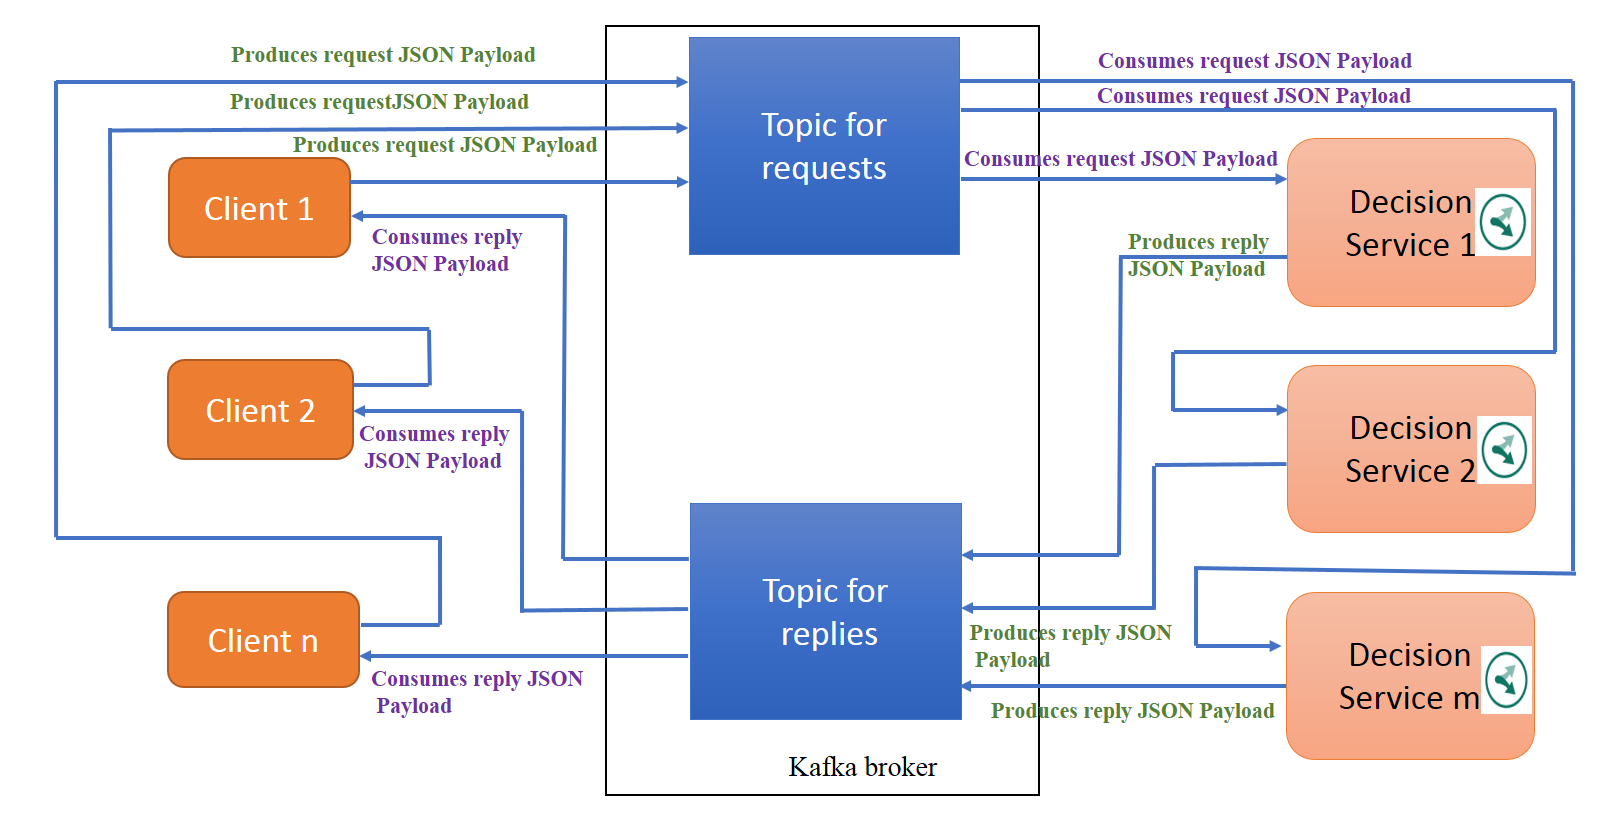 Produces request JSON Payload
Produces requestJSON Payload
Produces request JSON Payload
Client 1
Consumes reply
JSON Payload
Client 2
Consumes reply
JSON Payload
Client n
Consumes reply JSON
Payload
Topic for
requests
Topic for
replies
Kafka broker
Consumes request JSON Payload
Consumes request JSON Payload
Consumes request JSON Payload
Decision
Service 1
Produces reply
JSON Payload
Decision
Service 2
Produces reply JSON
Payload
Decision
Service m
Produces reply JSON Payload